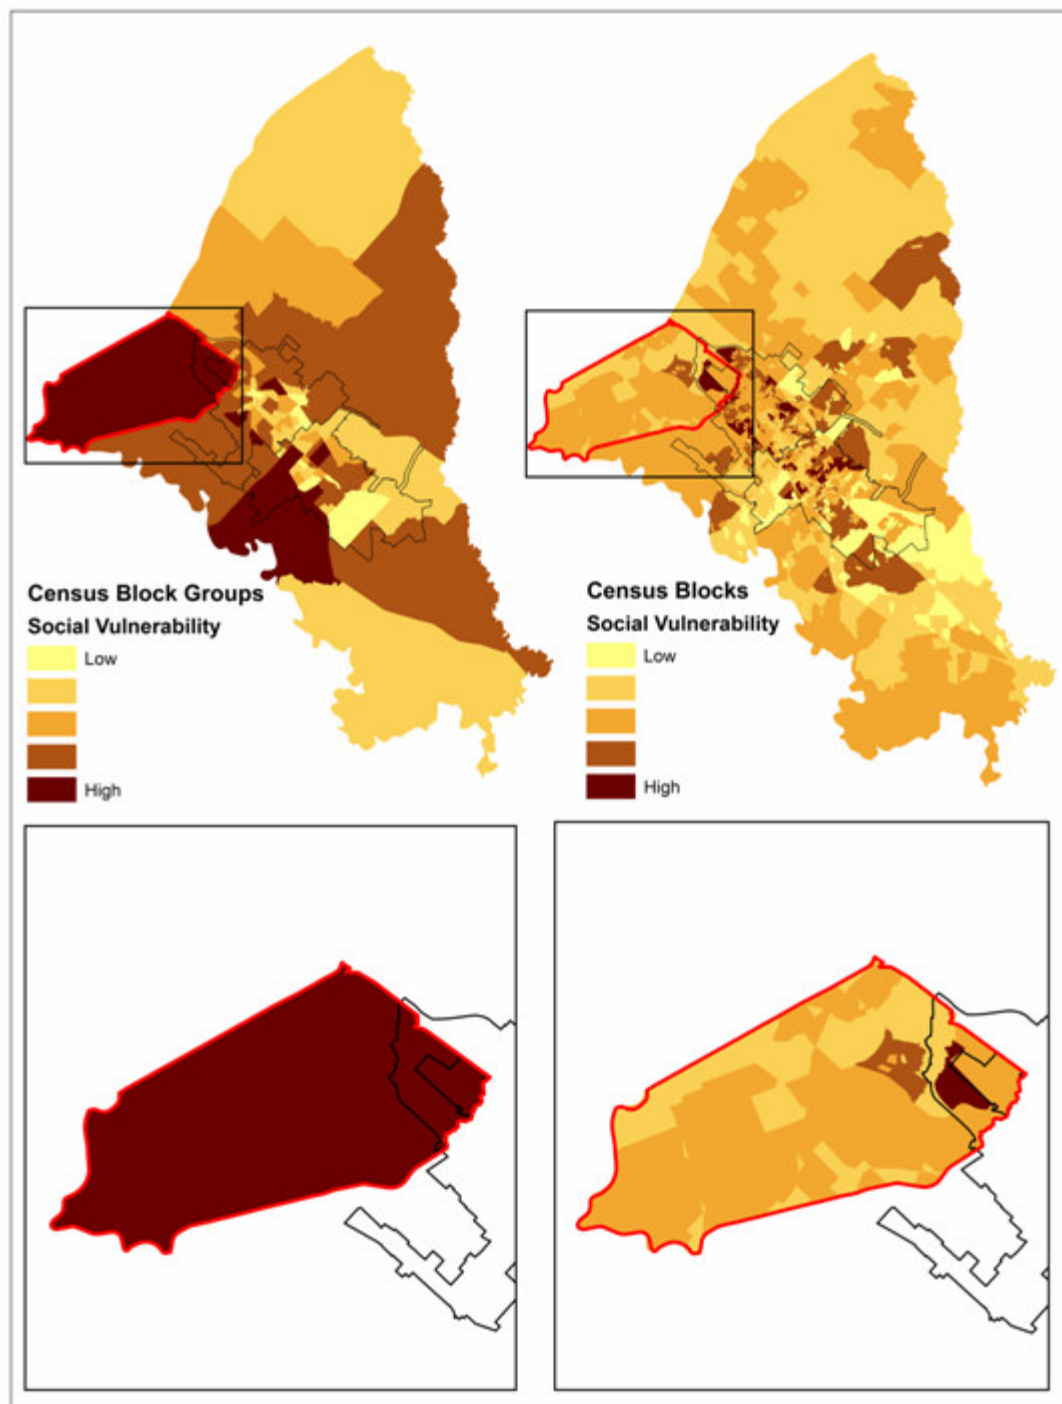 Census Block Groups
Social Vulnerability
Low
High
Census Blocks
Social Vulnerability
Low
High